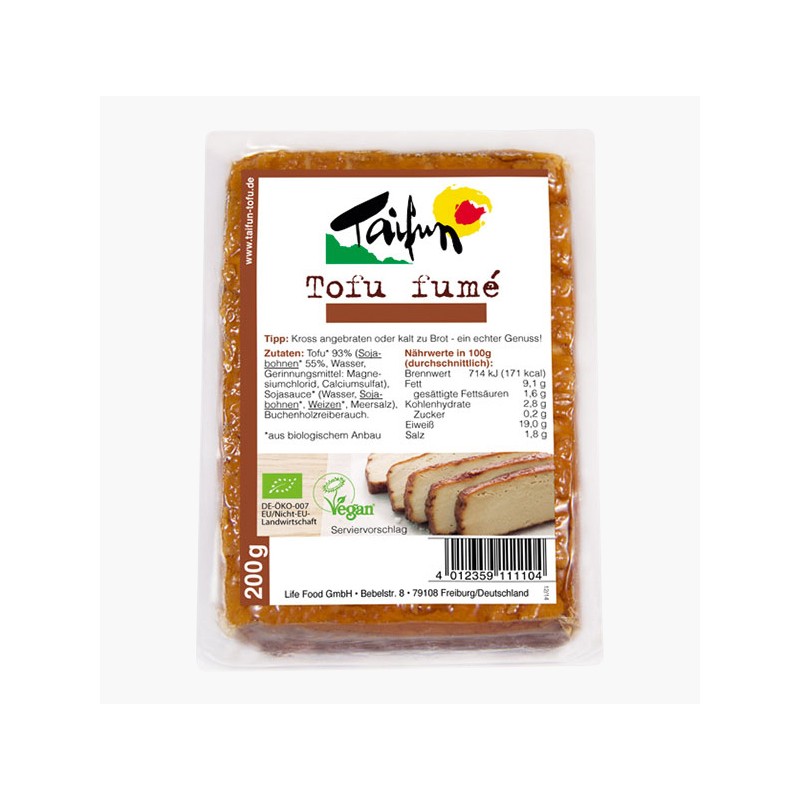 www.taifun-tofu.de
Taifun
Tofu fumé
Tipp: Kross angebraten oder kalt zu Brot - ein echter Genuss!
Zutaten: Tofu* 93% (Soja-
bohnen* 55%, Wasser,
Gerinnungsmittel: Magne-
siumchlorid, Calciumsulfat),
Sojasauce* (Wasser, Soja-
bohnen*, Weizen*, Meersalz),
Buchenholzreiberauch.
*aus biologischem Anbau
Nährwerte in 100g
(durchschnittlich):
Brennwert 714 kJ (171 kcal)
Fett 9,1 g
gesättigte Fettsäuren 1,6 g
Kohlenhydrate 2,8 g
Zucker 0,2 g
Eiweiß 19,0 g
Salz 1,8 g
DE-ÖKO-007
EU/Nicht-EU-
Landwirtschaft
Vegan
Serviervorschlag
200g
4 012359 111104
12/14
Life Food GmbH • Bebelstr. 8 • 79108 Freiburg/Deutschland